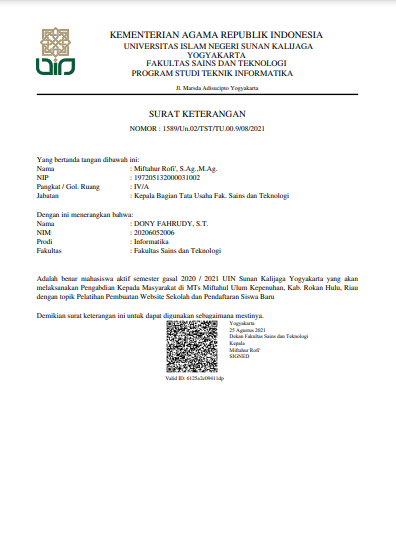 KEMENTERIAN AGAMA REPUBLIK INDONESIA
UNIVERSITAS ISLAM NEGERI SUNAN KALIJAGA
YOGYAKARTA
FAKULTAS SAINS DAN TEKNOLOGI
PROGRAM STUDI TEKNIK INFORMATIKA
Jl. Marsda Adisucipto Yogyakarta
SURAT KETERANGAN
NOMOR : 1589/Un.02/TST/TU.00.9/08/2021
Yang bertanda tangan dibawah ini:
Nama : Miftahur Rofi', S.Ag.,M.Ag.
NIP : 197205132000031002
Pangkat / Gol. Ruang : IV/A
Jabatan : Kepala Bagian Tata Usaha Fak. Sains dan Teknologi
Dengan ini menerangkan bahwa:
Nama : DONY FAHRUDY, S.T.
NIM : 20206052006
Prodi : Informatika
Fakultas : Fakultas Sains dan Teknologi
Adalah benar mahasiswa aktif semester gasal 2020 / 2021 UIN Sunan Kalijaga Yogyakarta yang akan
melaksanakan Pengabdian Kepada Masyarakat di MTs Miftahul Ulum Kepenuhan, Kab. Rokan Hulu, Riau
dengan topik Pelatihan Pembuatan Website Sekolah dan Pendaftaran Siswa Baru
Demikian surat keterangan ini untuk dapat digunakan sebagaimana mestinya.
Yogyakarta
25 Agustus 2021
Dekan Fakultas Sains dan Teknologi
Kepala
Miftahur Rofi'
SIGNED
Valid ID: 6125a2e09411dp